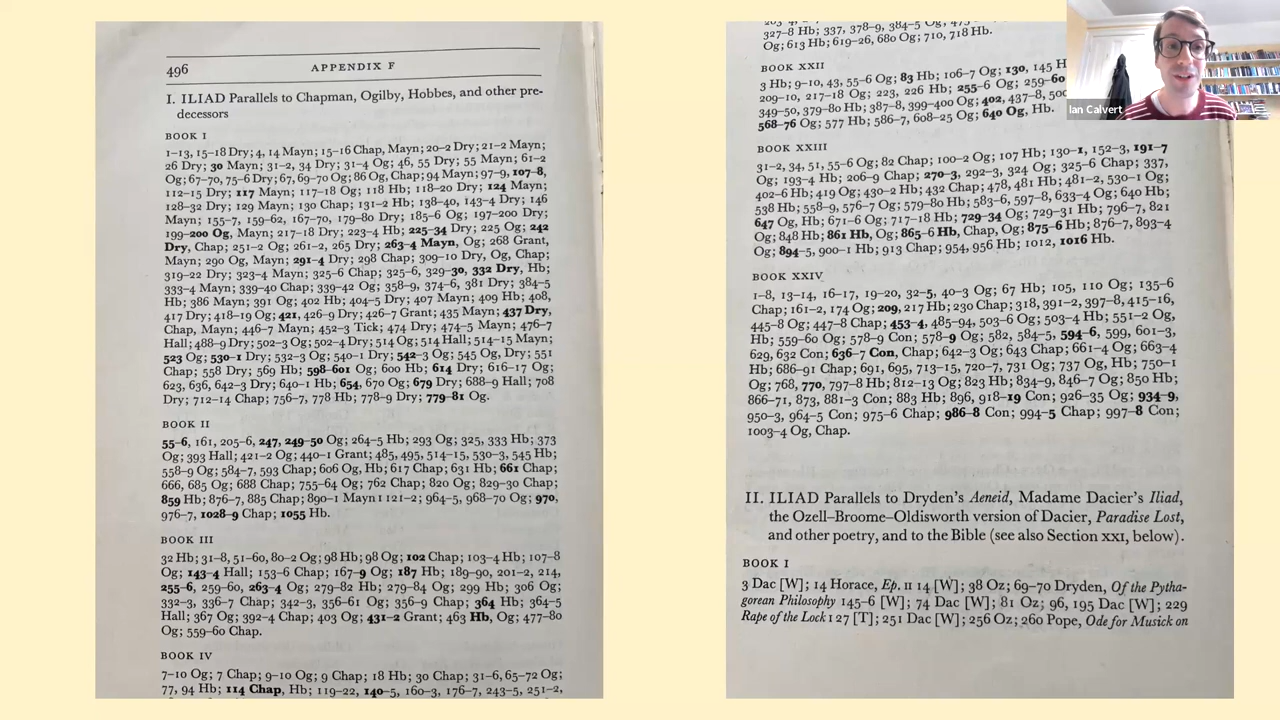 496
APPENDIX F
I. ILIAD Parallels to Chapman, Ogilby, Hobbes, and other pre-
decessors
BOOK I
1–13, 15–18 Dry; 4, 14 Mayn; 15–16 Chap, Mayn; 20–2 Dry; 21–2 Mayn;
26 Dry; 30 Mayn; 31–2, 34 Dry; 31–4 Og; 46, 55 Dry; 55 Mayn; 61–2
Og; 67–70, 75–6 Dry; 67, 69–70 Og; 86 Og, Chap; 94 Mayn; 97–9, 107–8,
112–15 Dry; 117 Mayn; 117–18 Og; 118 Hb; 118–20 Dry; 124 Mayn;
128–32 Dry; 129 Mayn; 130 Chap; 131–2 Hb; 138–40, 143–4 Dry; 146
Mayn; 155–7, 159–62, 167–70, 179–80 Dry; 185–6 Og; 197–200 Dry;
199–200 Og, Mayn; 217–18 Dry; 223–4 Hb; 225–34 Dry; 225 Og; 242
Dry, Chap; 251–2 Og; 261–2, 265 Dry; 263–4 Mayn, Og; 268 Grant,
Mayn; 290 Og, Mayn; 291–4 Dry; 298 Chap; 309–10 Dry, Og, Chap;
319–22 Dry; 323–4 Mayn; 325–6 Chap; 325–6, 329–30, 332 Dry, Hb;
333–4 Mayn; 339–40 Chap; 339–42 Og; 358–9, 374–6, 381 Dry; 384–5
Hb; 386 Mayn; 391 Og; 402 Hb; 404–5 Dry; 407 Mayn; 409 Hb; 408,
417 Dry; 418–19 Og; 421, 426–9 Dry; 426–7 Grant; 435 Mayn; 437 Dry,
Chap, Mayn; 446–7 Mayn; 452–3 Tick; 474 Dry; 474–5 Mayn; 476–7
Hall; 488–9 Dry; 502–3 Og; 502–4 Dry; 514 Og; 514 Hall; 514–15 Mayn;
523 Og; 530–1 Dry; 532–3 Og; 540–1 Dry; 542–3 Og; 545 Og, Dry; 551
Chap; 558 Dry; 569 Hb; 598–601 Og; 600 Hb; 614 Dry; 616–17 Og;
623, 636, 642–3 Dry; 640–1 Hb; 654, 670 Og; 679 Dry; 688–9 Hall; 708
Dry; 712–14 Chap; 756–7, 778 Hb; 778–9 Dry; 779–81 Og.
BOOK II
55–6, 161, 205–6, 247, 249–50 Og; 264–5 Hb; 293 Og; 325, 333 Hb; 373
Og; 393 Hall; 421–2 Og; 440–1 Grant; 485, 495, 514–15, 530–3, 545 Hb;
558–9 Og; 584–7, 593 Chap; 606 Og, Hb; 617 Chap; 631 Hb; 661 Chap;
666, 685 Og; 688 Chap; 755–64 Og; 762 Chap; 820 Og; 829–30 Chap;
859 Hb; 876–7, 885 Chap; 890–1 Mayn I 121–2; 964–5, 968–70 Og; 970,
976–7, 1028–9 Chap; 1055 Hb.
BOOK III
32 Hb; 31–8, 51–60, 80–2 Og; 98 Hb; 98 Og; 102 Chap; 103–4 Hb; 107–8
Og; 143–4 Hall; 153–6 Chap; 167–9 Og; 187 Hb; 189–90, 201–2, 214,
255–6, 259–60, 263–4 Og; 279–82 Hb; 279–84 Og; 299 Hb; 306 Og;
332–3, 336–7 Chap; 342–3, 356–61 Og; 356–9 Chap; 364 Hb; 364–5
Hall; 367 Og; 392–4 Chap; 403 Og; 431–2 Grant; 463 Hb, Og; 477–80
Og; 559–60 Chap.
BOOK IV
7–10 Og; 7 Chap; 9–10 Og; 9 Chap; 18 Hb; 30 Chap; 31–6, 65–72 Og;
77, 94 Hb; 114 Chap, Hb; 119–22, 140–5, 160–3, 176–7, 243–5, 251–2,
327–8 Hb; 337, 378–9, 384–5 Og;
Og; 613 Hb; 619–26, 680 Og; 710, 718 Hb.
BOOK XXII
3 Hb; 9–10, 43, 55–6 Og; 83 Hb; 106–7 Og; 130, 145 H
209–10, 217–18 Og; 223, 226 Hb; 255–6 Og; 259–60
349–50, 379–80 Hb; 387–8, 399–400 Og; 402, 437–8, 500
568–76 Og; 577 Hb; 586–7, 608–25 Og; 640 Og, Hb.
BOOK XXIII
31–2, 34, 51, 55–6 Og; 82 Chap; 100–2 Og; 107 Hb; 130–1, 152–3, 191–7
Og; 193–4 Hb; 206–9 Chap; 270–3, 292–3, 324 Og; 325–6 Chap; 337,
402–6 Hb; 419 Og; 430–2 Hb; 432 Chap; 478, 481 Hb; 481–2, 530–1 Og;
538 Hb; 558–9, 576–7 Og; 579–80 Hb; 583–6, 597–8, 633–4 Og; 640 Hb;
647 Og, Hb; 671–6 Og; 717–18 Hb; 729–34 Og; 729–31 Hb; 796–7, 821
Og; 848 Hb; 861 Hb, Og; 865–6 Hb, Chap, Og; 875–6 Hb; 876–7, 893–4
Og; 894–5, 900–1 Hb; 913 Chap; 954, 956 Hb; 1012, 1016 Hb.
BOOK XXIV
1–8, 13–14, 16–17, 19–20, 32–5, 40–3 Og; 67 Hb; 105, 110 Og; 135–6
Chap; 161–2, 174 Og; 209, 217 Hb; 230 Chap; 318, 391–2, 397–8, 415–16,
445–8 Og; 447–8 Chap; 453–4, 485–94, 503–6 Og; 503–4 Hb; 551–2 Og,
Hb; 559–60 Og; 578–9 Con; 578–9 Og; 582, 584–5, 594–6, 599, 601–3,
629, 632 Con; 636–7 Con, Chap; 642–3 Og; 643 Chap; 661–4 Og; 663–4
Hb; 686–91 Chap; 691, 695, 713–15, 720–7, 731 Og; 737 Og, Hb; 750–1
Og; 768, 770, 797–8 Hb; 812–13 Og; 823 Hb; 834–9, 846–7 Og; 850 Hb;
866–71, 873, 881–3 Con; 883 Hb; 896, 918–19 Con; 926–35 Og; 934–9,
950–3, 964–5 Con; 975–6 Chap; 986–8 Con; 994–5 Chap; 997–8 Con;
1003–4 Og, Chap.
II. ILIAD Parallels to Dryden's Aeneid, Madame Dacier's Iliad,
the Ozell–Broome–Oldisworth version of Dacier, Paradise Lost,
and other poetry, and to the Bible (see also Section XXI, below).
BOOK I
3 Dac [W]; 14 Horace, Ep. II 14 [W]; 38 Oz; 69–70 Dryden, Of the Pytha-
gorean Philosophy 145–6 [W]; 74 Dac [W]; 81 Oz; 96, 195 Dac [W]; 229
Rape of the Lock I 27 [T]; 251 Dac [W]; 256 Oz; 260 Pope, Ode for Musick on
Ian Calvert